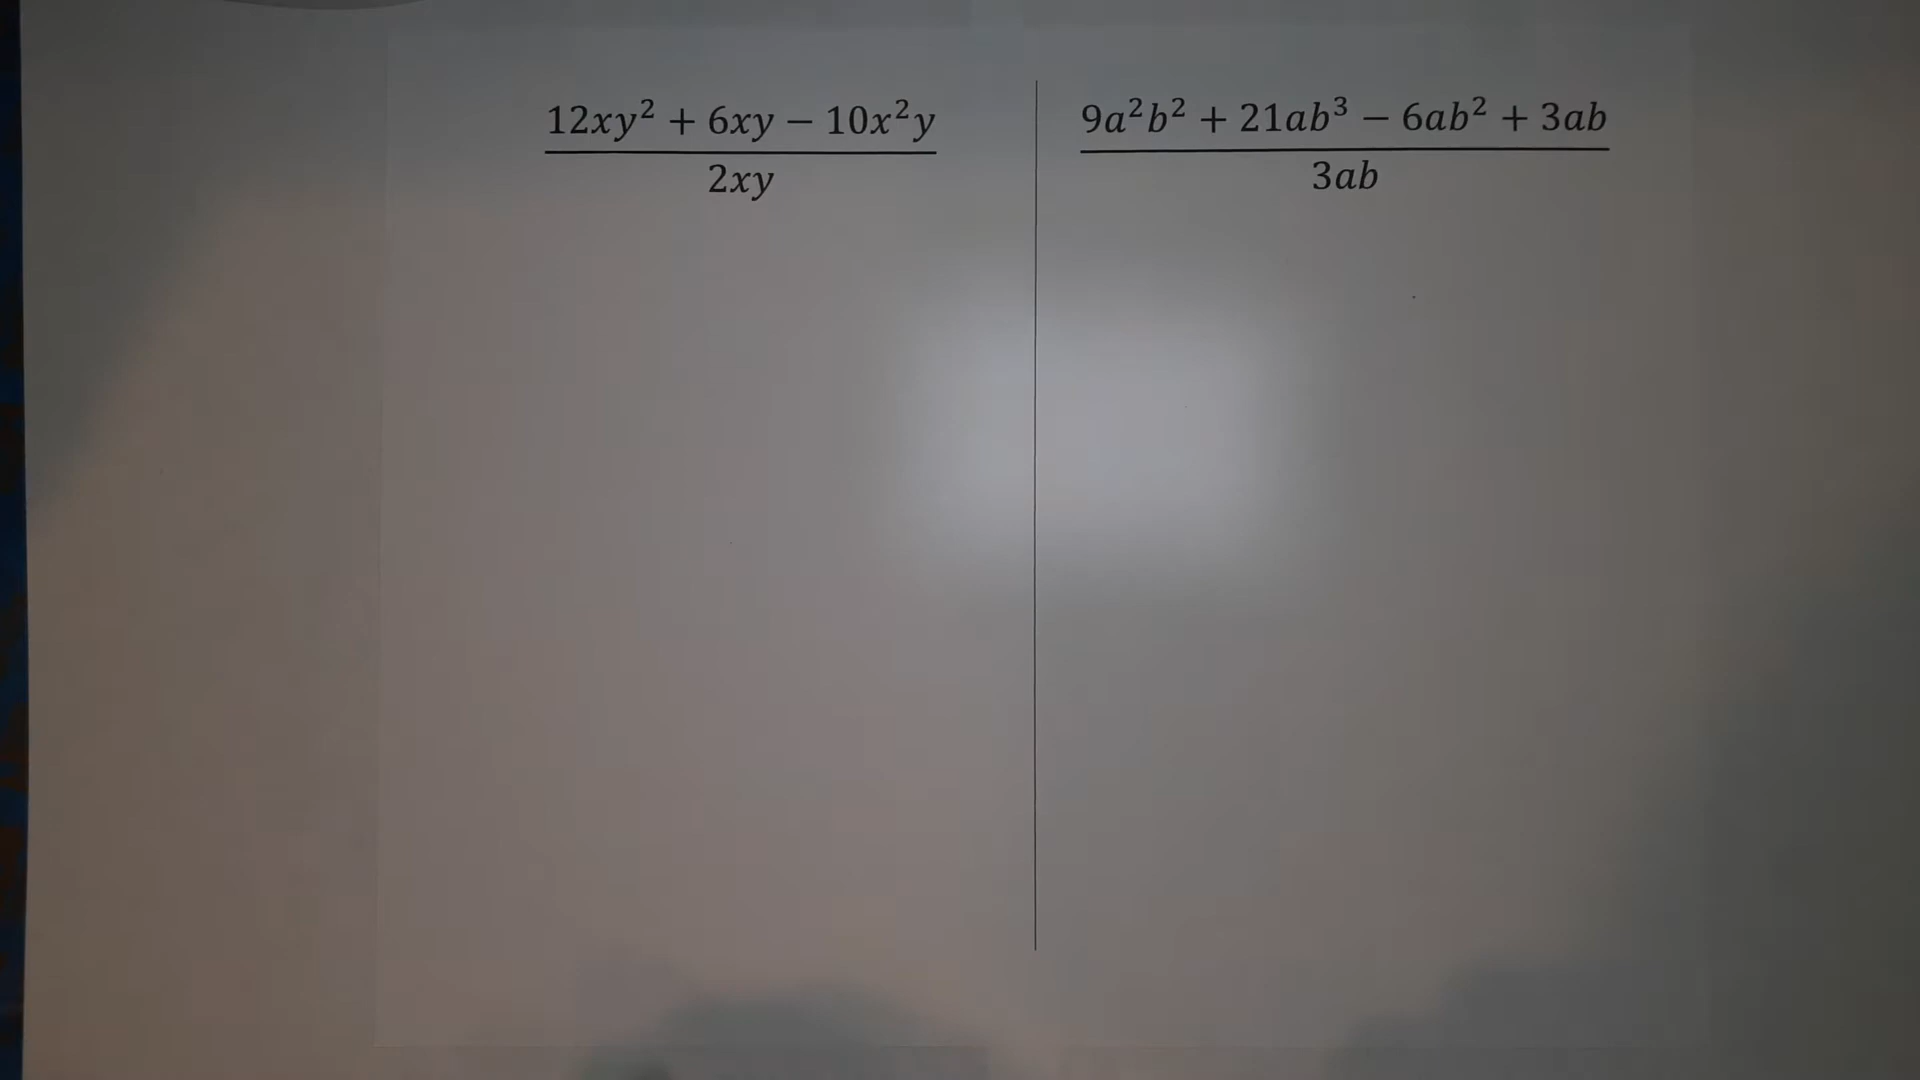 12xy² + 6xy − 10x²y
2xy
9a²b² + 21ab³ − 6ab² + 3ab
3ab